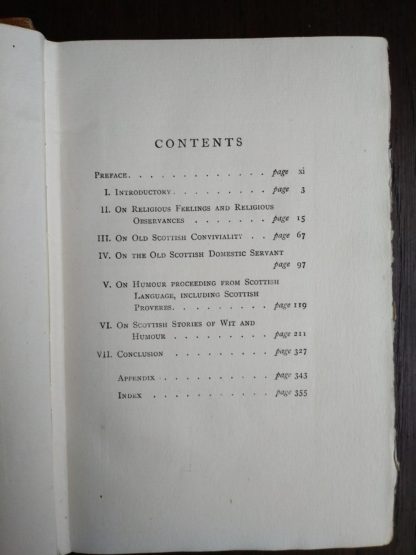 CONTENTS
PREFACE. . . . . . . . . . . . page xi
I. INTRODUCTORY . . . . . . . . page 3
II. ON RELIGIOUS FEELINGS AND RELIGIOUS
OBSERVANCES . . . . . . . page 15
III. ON OLD SCOTTISH CONVIVIALITY . . page 67
IV. ON THE OLD SCOTTISH DOMESTIC SERVANT
page 97
V. ON HUMOUR PROCEEDING FROM SCOTTISH
LANGUAGE, INCLUDING SCOTTISH
PROVERBS. . . . . . . . . page 119
VI. ON SCOTTISH STORIES OF WIT AND
HUMOUR . . . . . . . . . page 211
VII. CONCLUSION . . . . . . . . page 327
APPENDIX . . . . . . . . . page 343
INDEX . . . . . . . . . . page 355